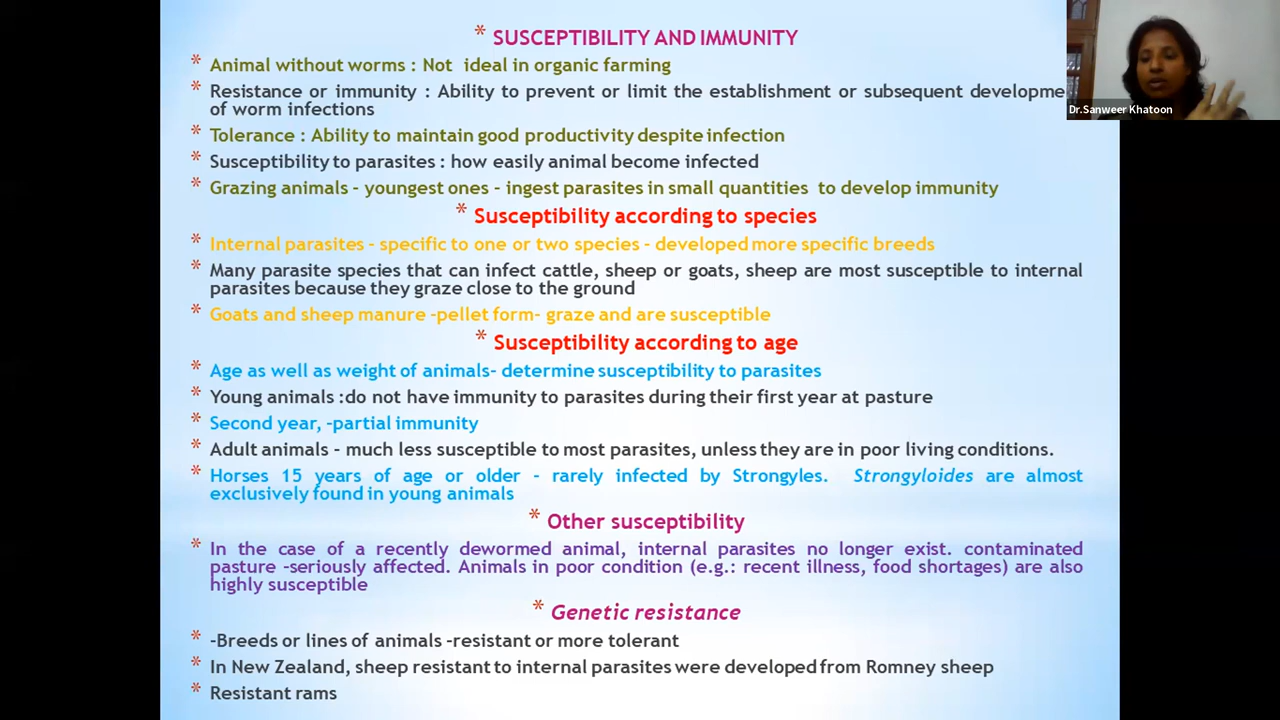 * SUSCEPTIBILITY AND IMMUNITY
* Animal without worms : Not ideal in organic farming
* Resistance or immunity : Ability to prevent or limit the establishment or subsequent developme
of worm infections
* Tolerance : Ability to maintain good productivity despite infection
* Susceptibility to parasites : how easily animal become infected
* Grazing animals - youngest ones - ingest parasites in small quantities to develop immunity
* Susceptibility according to species
* Internal parasites - specific to one or two species - developed more specific breeds
* Many parasite species that can infect cattle, sheep or goats, sheep are most susceptible to internal
parasites because they graze close to the ground
* Goats and sheep manure -pellet form- graze and are susceptible
* Susceptibility according to age
* Age as well as weight of animals- determine susceptibility to parasites
* Young animals :do not have immunity to parasites during their first year at pasture
* Second year, -partial immunity
* Adult animals - much less susceptible to most parasites, unless they are in poor living conditions.
* Horses 15 years of age or older - rarely infected by Strongyles. Strongyloides are almost
exclusively found in young animals
* Other susceptibility
* In the case of a recently dewormed animal, internal parasites no longer exist. contaminated
pasture -seriously affected. Animals in poor condition (e.g.: recent illness, food shortages) are also
highly susceptible
* Genetic resistance
* -Breeds or lines of animals -resistant or more tolerant
* In New Zealand, sheep resistant to internal parasites were developed from Romney sheep
* Resistant rams
Dr.Sanweer Khatoon